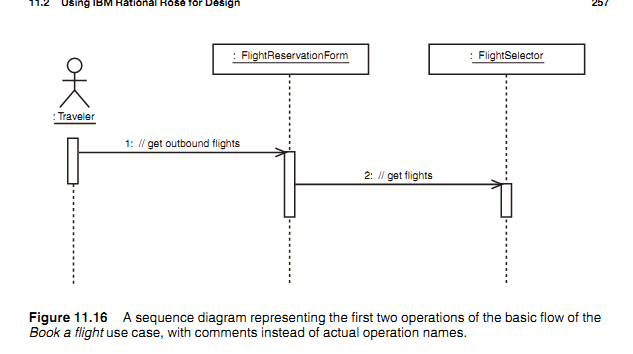 11.2 Using IBM Rational Rose for Design 257
: FlightReservationForm : FlightSelector
: Traveler
1: // get outbound flights
2: // get flights
Figure 11.16 A sequence diagram representing the first two operations of the basic flow of the
Book a flight use case, with comments instead of actual operation names.